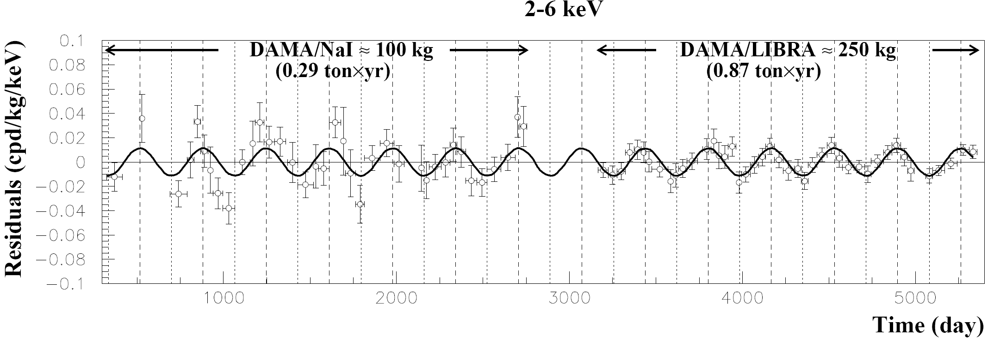 2-6 keV
Residuals (cpd/kg/keV)
0.1
0.08
0.06
0.04
0.02
0
−0.02
−0.04
−0.06
−0.08
−0.1
DAMA/NaI ≈ 100 kg
(0.29 ton×yr)
DAMA/LIBRA ≈ 250 kg
(0.87 ton×yr)
1000 2000 3000 4000 5000
Time (day)